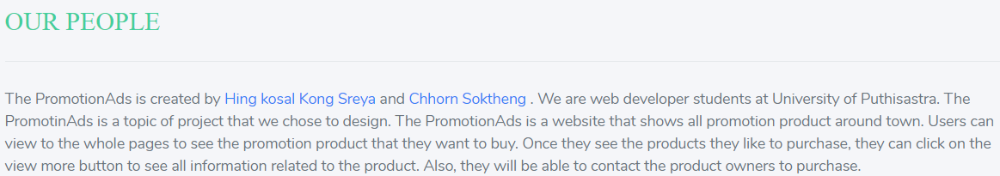 OUR PEOPLE
The PromotionAds is created by Hing kosal Kong Sreya and Chhorn Soktheng . We are web developer students at University of Puthisastra. The
PromotinAds is a topic of project that we chose to design. The PromotionAds is a website that shows all promotion product around town. Users can
view to the whole pages to see the promotion product that they want to buy. Once they see the products they like to purchase, they can click on the
view more button to see all information related to the product. Also, they will be able to contact the product owners to purchase.